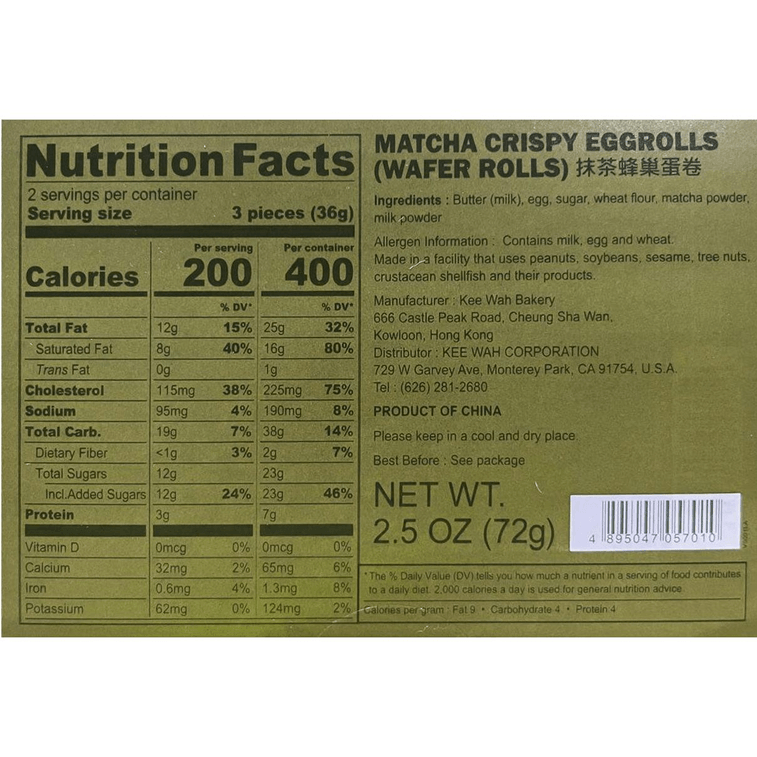 Nutrition Facts
2 servings per container
Serving size 3 pieces (36g)
Per serving Per container
Calories 200 400
% DV* % DV*
Total Fat 12g 15% 25g 32%
Saturated Fat 8g 40% 16g 80%
Trans Fat 0g 1g
Cholesterol 115mg 38% 225mg 75%
Sodium 95mg 4% 190mg 8%
Total Carb. 19g 7% 38g 14%
Dietary Fiber <1g 3% 2g 7%
Total Sugars 12g 23g
Incl.Added Sugars 12g 24% 23g 46%
Protein 3g 7g
Vitamin D 0mcg 0% 0mcg 0%
Calcium 32mg 2% 65mg 6%
Iron 0.6mg 4% 1.3mg 8%
Potassium 62mg 0% 124mg 2%
MATCHA CRISPY EGGROLLS
(WAFER ROLLS) 抹茶蜂巢蛋卷
Ingredients : Butter (milk), egg, sugar, wheat flour, matcha powder,
milk powder
Allergen Information : Contains milk, egg and wheat.
Made in a facility that uses peanuts, soybeans, sesame, tree nuts,
crustacean shellfish and their products.
Manufacturer : Kee Wah Bakery
666 Castle Peak Road, Cheung Sha Wan,
Kowloon, Hong Kong
Distributor : KEE WAH CORPORATION
729 W Garvey Ave, Monterey Park, CA 91754, U.S.A.
Tel : (626) 281-2680
PRODUCT OF CHINA
Please keep in a cool and dry place.
Best Before : See package
NET WT.
2.5 OZ (72g)
4 895047 057010
*The % Daily Value (DV) tells you how much a nutrient in a serving of food contributes
to a daily diet. 2,000 calories a day is used for general nutrition advice.
Calories per gram : Fat 9 • Carbohydrate 4 • Protein 4